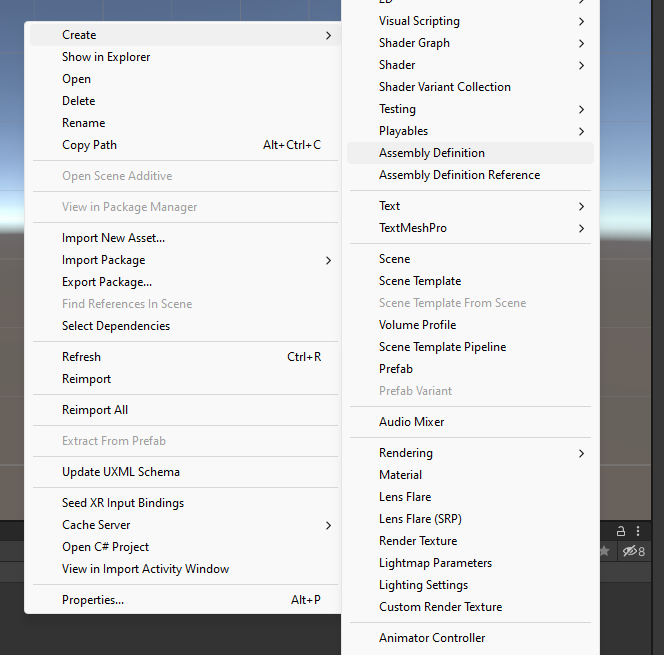 Create
Show in Explorer
Open
Delete
Rename
Copy Path Alt+Ctrl+C
Open Scene Additive
View in Package Manager
Import New Asset...
Import Package
Export Package...
Find References In Scene
Select Dependencies
Refresh Ctrl+R
Reimport
Reimport All
Extract From Prefab
Update UXML Schema
Seed XR Input Bindings
Cache Server
Open C# Project
View in Import Activity Window
Properties... Alt+P
2D
Visual Scripting
Shader Graph
Shader
Shader Variant Collection
Testing
Playables
Assembly Definition
Assembly Definition Reference
Text
TextMeshPro
Scene
Scene Template
Scene Template From Scene
Volume Profile
Scene Template Pipeline
Prefab
Prefab Variant
Audio Mixer
Rendering
Material
Lens Flare
Lens Flare (SRP)
Render Texture
Lightmap Parameters
Lighting Settings
Custom Render Texture
Animator Controller
8